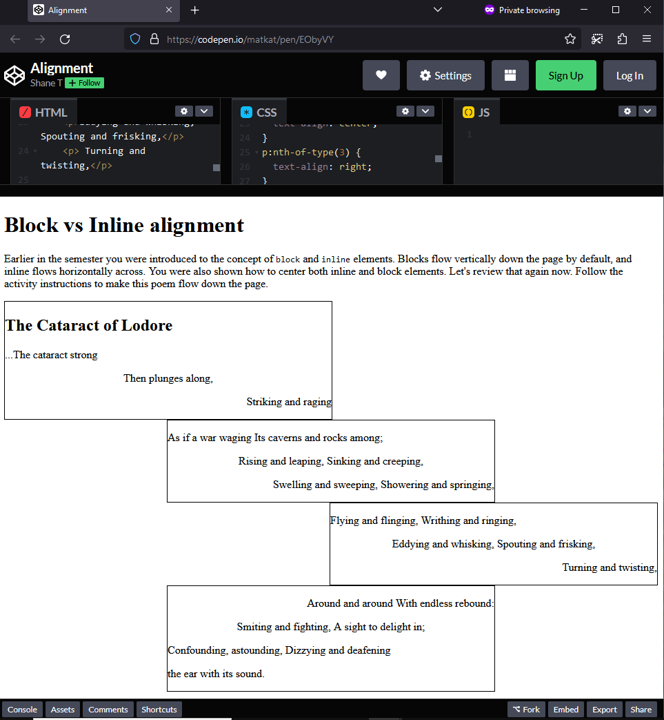 Alignment
Private browsing
https://codepen.io/matkat/pen/EObyVY
Alignment
Shane T + Follow
Settings
Sign Up
Log In
HTML
CSS
JS
Spouting and frisking,</p>
24 <p> Turning and
twisting,</p>
25
text-align: center;
24 }
25 p:nth-of-type(3) {
26 text-align: right;
27 }
1
Block vs Inline alignment
Earlier in the semester you were introduced to the concept of block and inline elements. Blocks flow vertically down the page by default, and
inline flows horizontally across. You were also shown how to center both inline and block elements. Let's review that again now. Follow the
activity instructions to make this poem flow down the page.
The Cataract of Lodore
...The cataract strong
Then plunges along,
Striking and raging
As if a war waging Its caverns and rocks among;
Rising and leaping, Sinking and creeping,
Swelling and sweeping, Showering and springing,
Flying and flinging, Writhing and ringing,
Eddying and whisking, Spouting and frisking,
Turning and twisting,
Around and around With endless rebound:
Smiting and fighting, A sight to delight in;
Confounding, astounding, Dizzying and deafening
the ear with its sound.
Console
Assets
Comments
Shortcuts
Fork
Embed
Export
Share